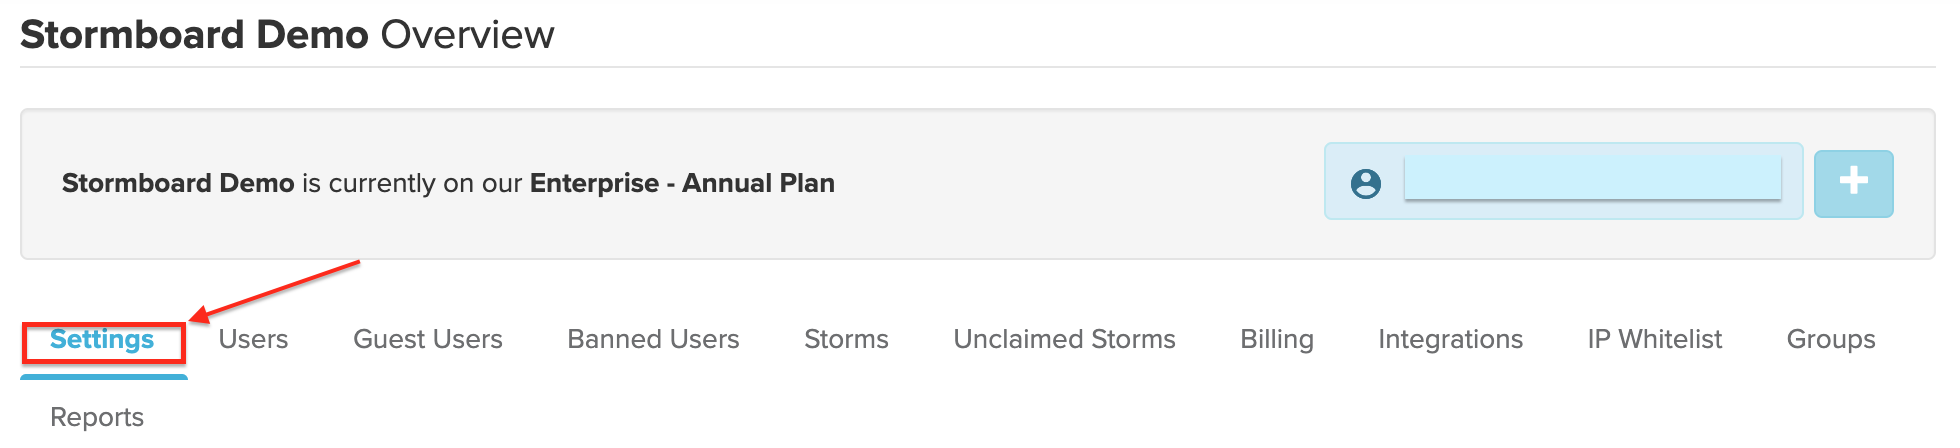 Stormboard Demo Overview
Stormboard Demo is currently on our Enterprise - Annual Plan
Settings Users Guest Users Banned Users Storms Unclaimed Storms Billing Integrations IP Whitelist Groups
Reports